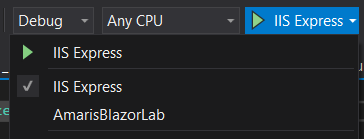 Debug Any CPU IIS Express
IIS Express
IIS Express
AmarisBlazorLab